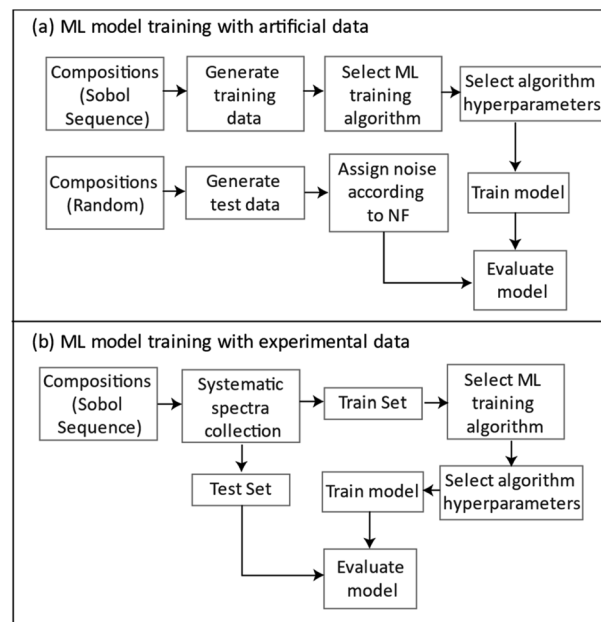 (a) ML model training with artificial data
Compositions
(Sobol
Sequence)
Generate
training
data
Select ML
training
algorithm
Select algorithm
hyperparameters
Compositions
(Random)
Generate
test data
Assign noise
according
to NF
Train model
Evaluate
model
(b) ML model training with experimental data
Compositions
(Sobol
Sequence)
Systematic
spectra
collection
Train Set
Select ML
training
algorithm
Test Set
Train model
Select algorithm
hyperparameters
Evaluate
model